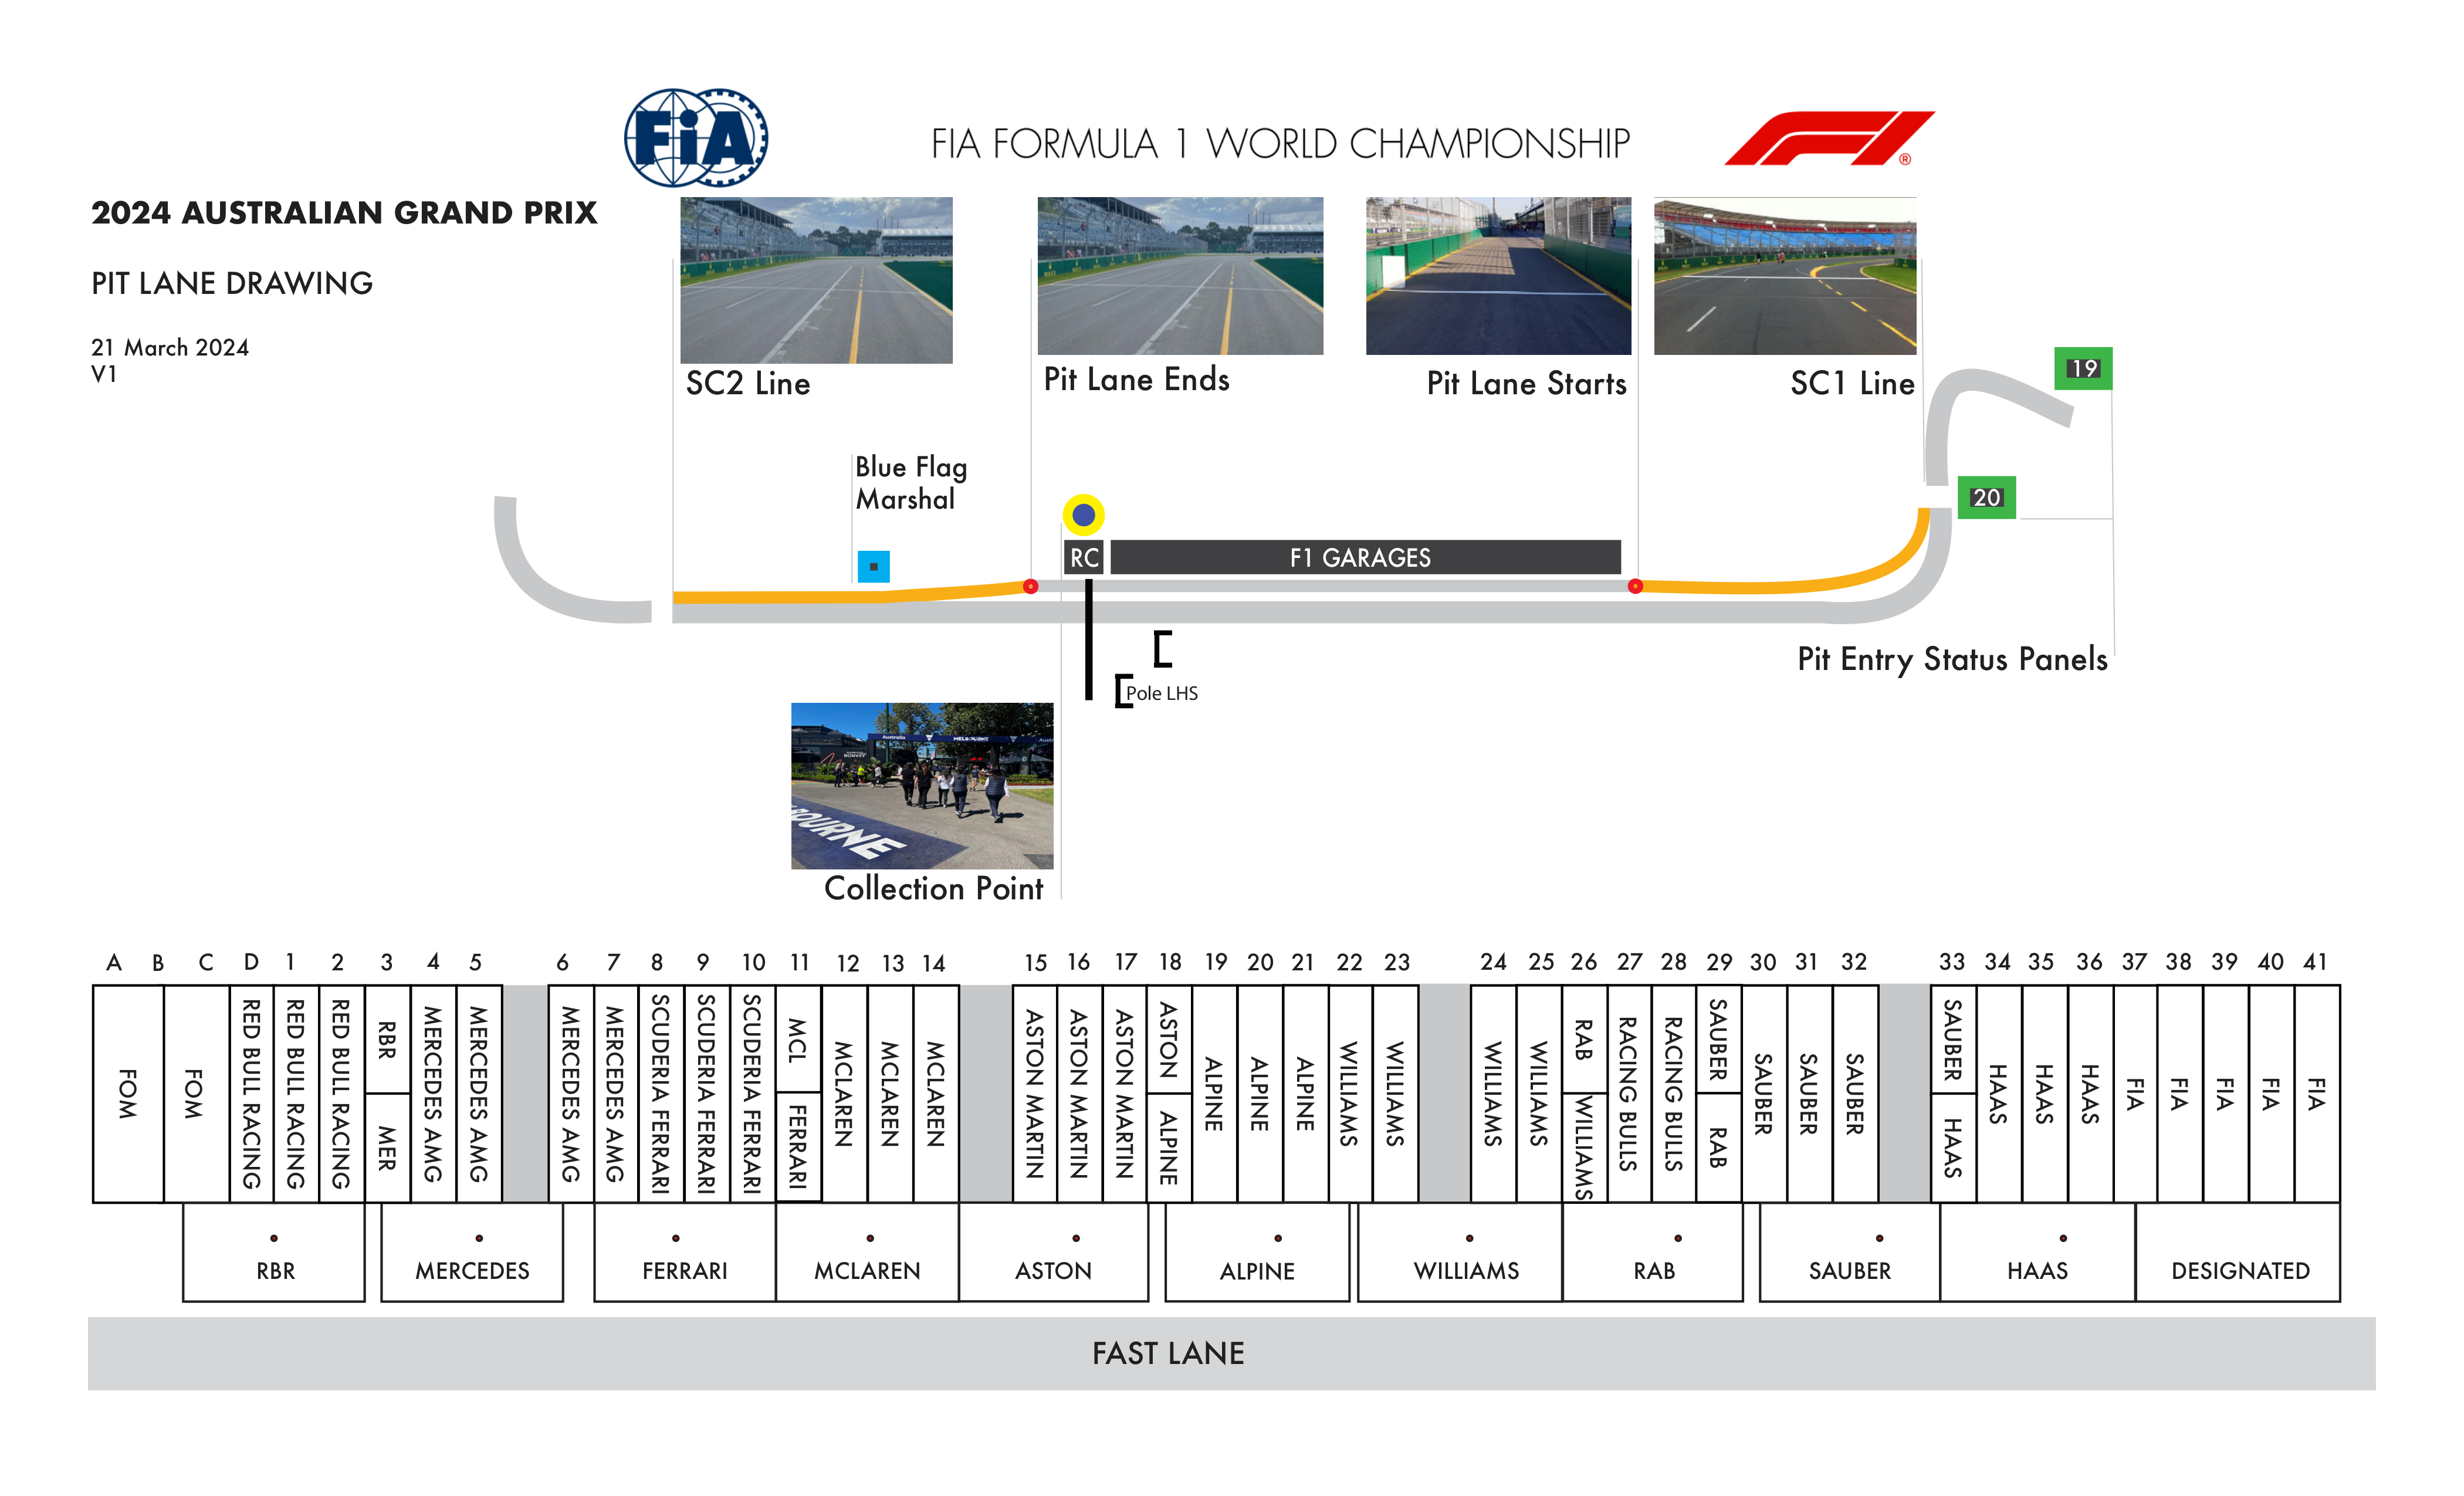 FiA
FIA FORMULA 1 WORLD CHAMPIONSHIP
F1 ®
2024 AUSTRALIAN GRAND PRIX
PIT LANE DRAWING
21 March 2024
V1
SC2 Line
Pit Lane Ends
Pit Lane Starts
SC1 Line
19
Blue Flag
Marshal
20
RC
F1 GARAGES
Pit Entry Status Panels
Pole LHS
Australia
MELBOURNE
BOURNE
Collection Point
A B C D 1 2 3 4 5 6 7 8 9 10 11 12 13 14 15 16 17 18 19 20 21 22 23 24 25 26 27 28 29 30 31 32 33 34 35 36 37 38 39 40 41
FOM
FOM
RED BULL RACING
RED BULL RACING
RED BULL RACING
RBR
MER
MERCEDES AMG
MERCEDES AMG
MERCEDES AMG
MERCEDES AMG
SCUDERIA FERRARI
SCUDERIA FERRARI
SCUDERIA FERRARI
MCL
FERRARI
MCLAREN
MCLAREN
MCLAREN
ASTON MARTIN
ASTON MARTIN
ASTON MARTIN
ASTON
ALPINE
ALPINE
ALPINE
ALPINE
WILLIAMS
WILLIAMS
WILLIAMS
WILLIAMS
RAB
WILLIAMS
RACING BULLS
RACING BULLS
SAUBER
RAB
SAUBER
SAUBER
SAUBER
SAUBER
HAAS
HAAS
HAAS
HAAS
FIA
FIA
FIA
FIA
FIA
RBR
MERCEDES
FERRARI
MCLAREN
ASTON
ALPINE
WILLIAMS
RAB
SAUBER
HAAS
DESIGNATED
FAST LANE